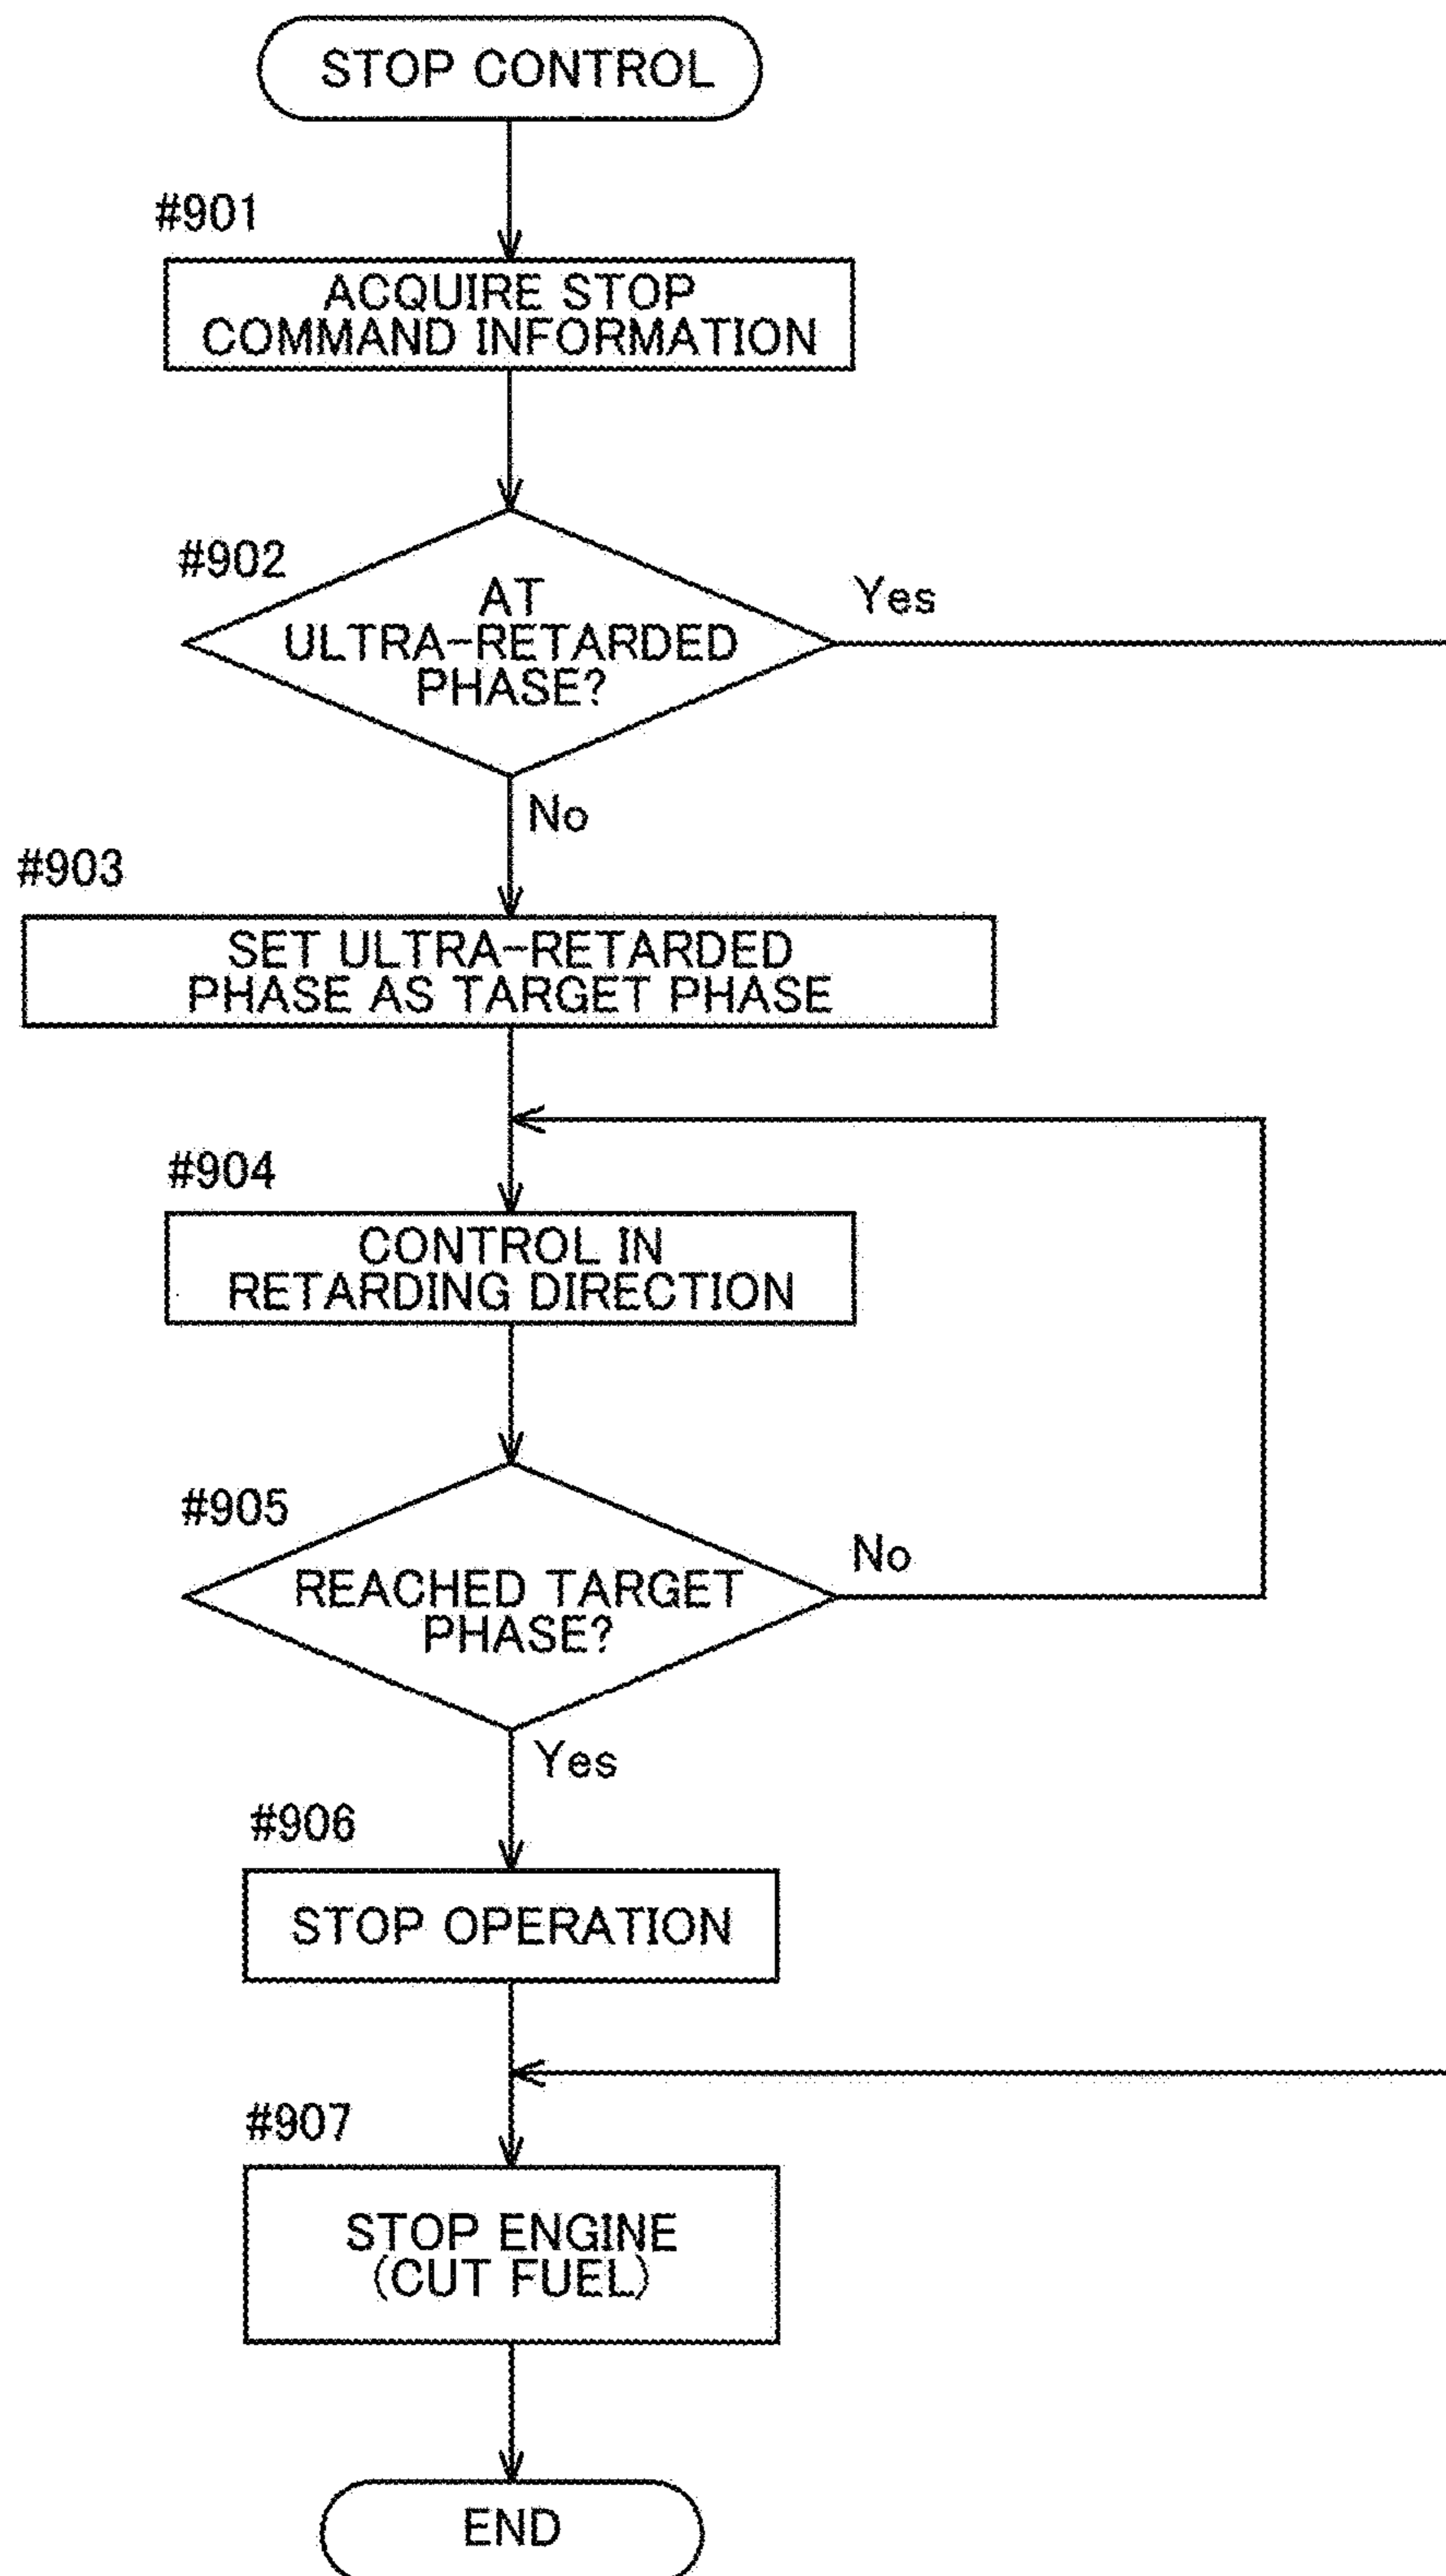 STOP CONTROL
#901
ACQUIRE STOP
COMMAND INFORMATION
#902
AT
ULTRA-RETARDED
PHASE?
Yes
No
#903
SET ULTRA-RETARDED
PHASE AS TARGET PHASE
#904
CONTROL IN
RETARDING DIRECTION
#905
REACHED TARGET
PHASE?
No
Yes
#906
STOP OPERATION
#907
STOP ENGINE
(CUT FUEL)
END